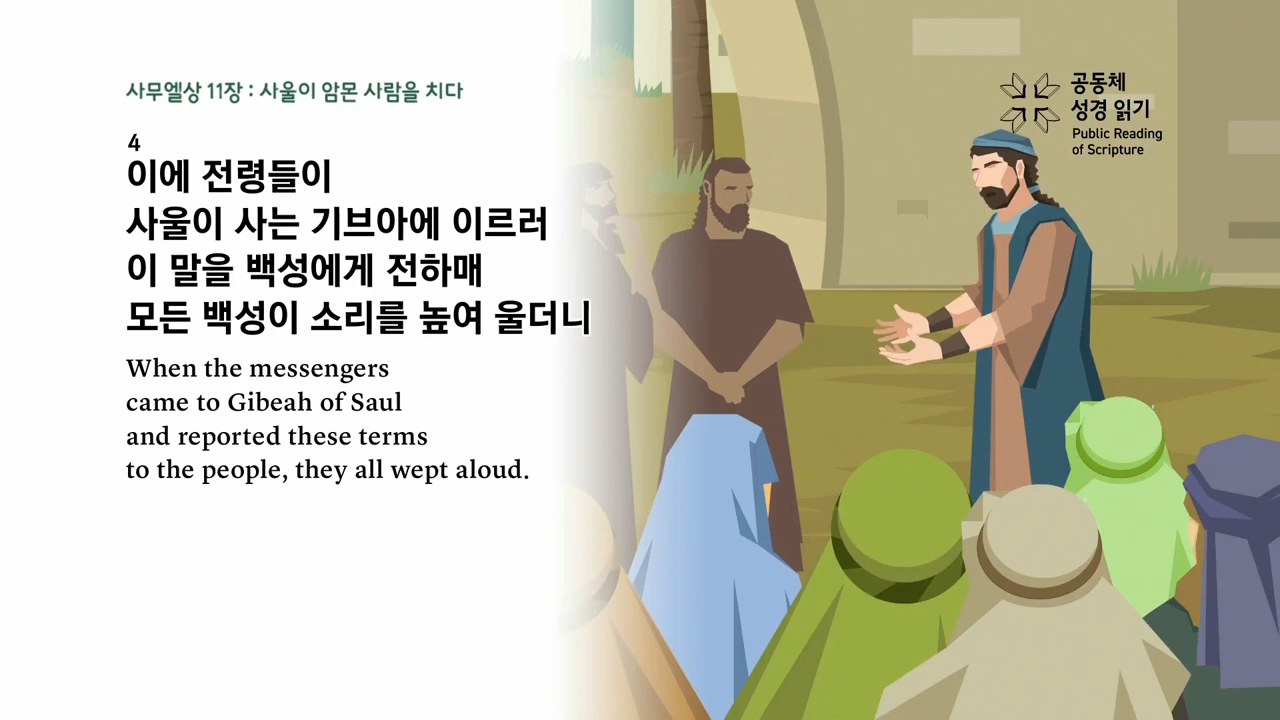 사무엘상 11장 : 사울이 암몬 사람을 치다
4
이에 전령들이
사울이 사는 기브아에 이르러
이 말을 백성에게 전하매
모든 백성이 소리를 높여 울더니
When the messengers
came to Gibeah of Saul
and reported these terms
to the people, they all wept aloud.
공동체
성경 읽기
Public Reading
of Scripture